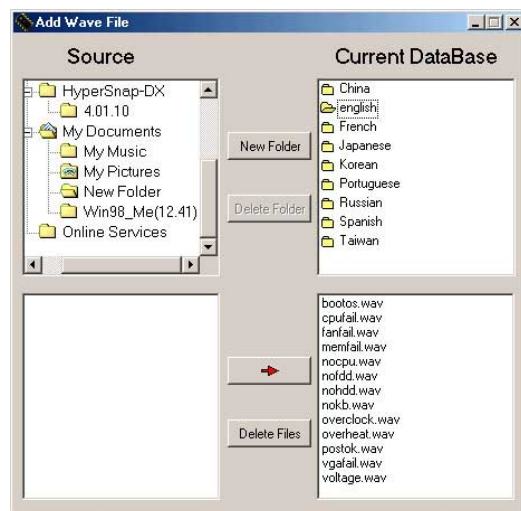 Add Wave File
Source
Current DataBase
HyperSnap-DX
4.01.10
My Documents
My Music
My Pictures
New Folder
Win98_Me(12.41)
Online Services
New Folder
Delete Folder
China
english
French
Japanese
Korean
Portuguese
Russian
Spanish
Taiwan
Delete Files
bootos.wav
cpufail.wav
fanfail.wav
memfail.wav
nocpu.wav
nofdd.wav
nohdd.wav
nokb.wav
overclock.wav
overheat.wav
postok.wav
vgafail.wav
voltage.wav